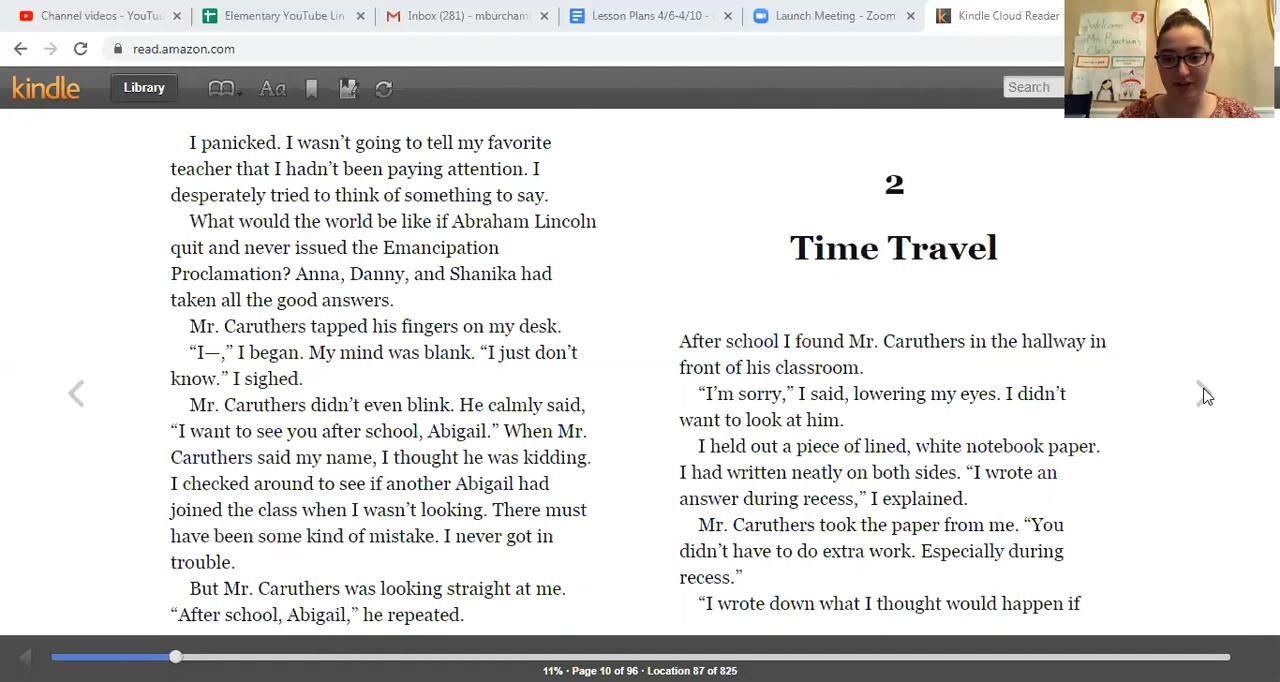 Channel videos - YouTu
Elementary YouTube Lin
Inbox (281) - mburcham
Lesson Plans 4/6-4/10 -
Launch Meeting - Zoom
Kindle Cloud Reader
read.amazon.com
kindle
Library
Aa
Search
Welcome
I panicked. I wasn’t going to tell my favorite
teacher that I hadn’t been paying attention. I
desperately tried to think of something to say.
What would the world be like if Abraham Lincoln
quit and never issued the Emancipation
Proclamation? Anna, Danny, and Shanika had
taken all the good answers.
Mr. Caruthers tapped his fingers on my desk.
“I—,” I began. My mind was blank. “I just don’t
know.” I sighed.
Mr. Caruthers didn’t even blink. He calmly said,
“I want to see you after school, Abigail.” When Mr.
Caruthers said my name, I thought he was kidding.
I checked around to see if another Abigail had
joined the class when I wasn’t looking. There must
have been some kind of mistake. I never got in
trouble.
But Mr. Caruthers was looking straight at me.
“After school, Abigail,” he repeated.
2
Time Travel
After school I found Mr. Caruthers in the hallway in
front of his classroom.
“I’m sorry,” I said, lowering my eyes. I didn’t
want to look at him.
I held out a piece of lined, white notebook paper.
I had written neatly on both sides. “I wrote an
answer during recess,” I explained.
Mr. Caruthers took the paper from me. “You
didn’t have to do extra work. Especially during
recess.”
“I wrote down what I thought would happen if
11% • Page 10 of 96 • Location 87 of 825